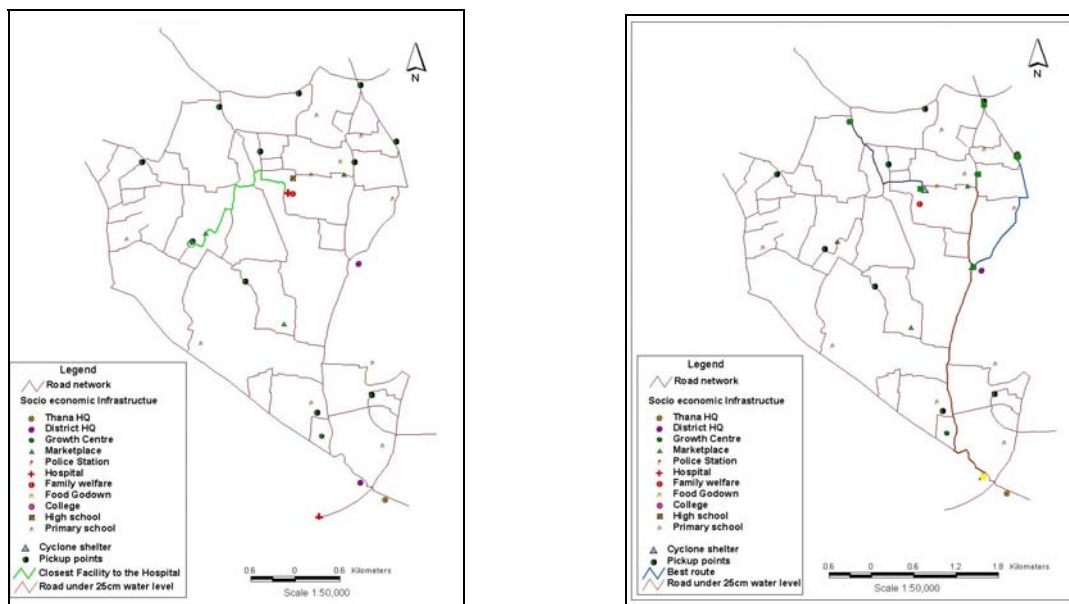 N
Legend
Road network
Socio economic Infrastructue
Thana HQ
District HQ
Growth Centre
Marketplace
Police Station
Hospital
Family welfare
Food Godown
College
High school
Primary school
Cyclone shelter
Pickup points
Closest Facility to the Hospital
Road under 25cm water level
0.6 0 0.6 Kilometers
Scale 1:50,000
N
Legend
Road network
Socio economic Infrastructue
Thana HQ
District HQ
Growth Centre
Marketplace
Police Station
Hospital
Family welfare
Food Godown
College
High school
Primary school
Cyclone shelter
Pickup points
Best route
Road under 25cm water level
0.6 0 0.6 1.2 1.8 Kilometers
Scale 1:50,000